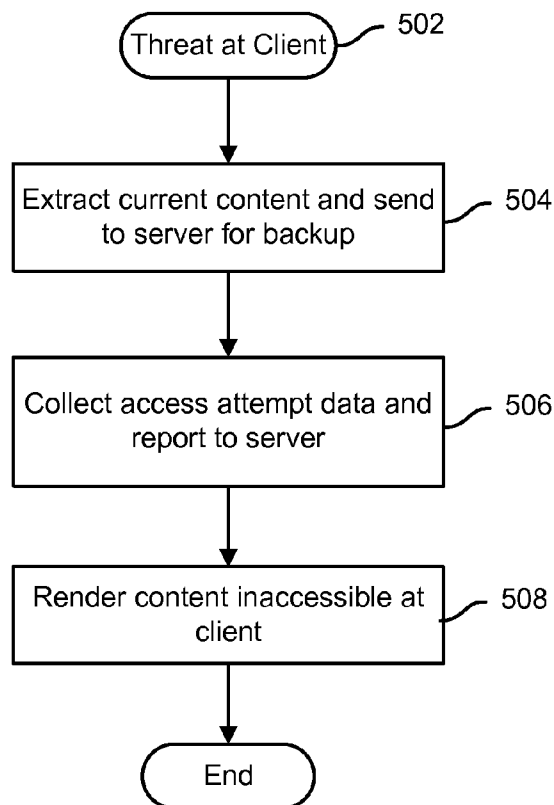 Threat at Client
502
Extract current content and send
to server for backup
504
Collect access attempt data and
report to server
506
Render content inaccessible at
client
508
End